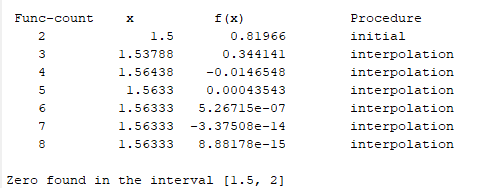 Func-count x f(x) Procedure
2 1.5 0.81966 initial
3 1.53788 0.344141 interpolation
4 1.56438 -0.0146548 interpolation
5 1.5633 0.00043543 interpolation
6 1.56333 5.26715e-07 interpolation
7 1.56333 -3.37508e-14 interpolation
8 1.56333 8.88178e-15 interpolation
Zero found in the interval [1.5, 2]